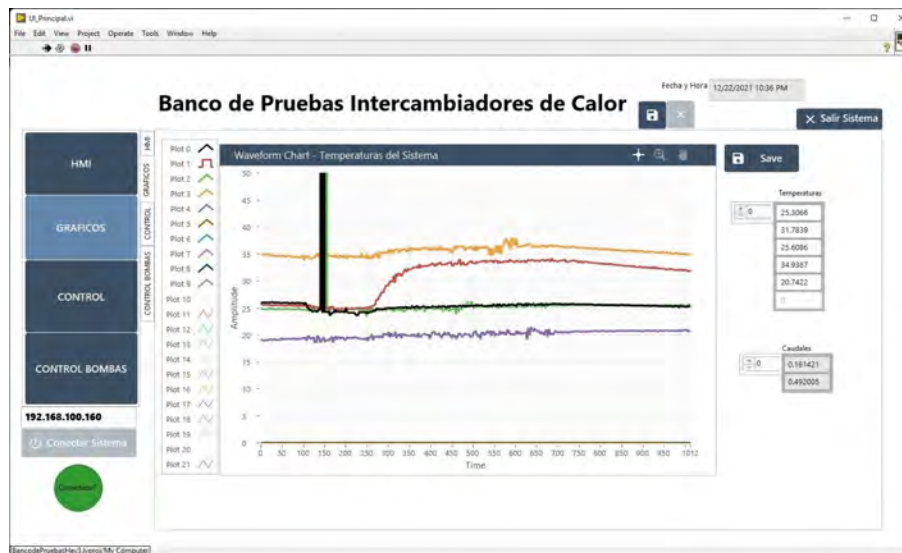 UI_Principal.vi
File Edit View Project Operate Tools Window Help
Banco de Pruebas Intercambiadores de Calor
Fecha y Hora 12/22/2021 10:36 PM
Salir Sistema
HMI
GRAFICOS
CONTROL
CONTROL BOMBAS
192.168.100.160
Conectar Sistema
HMI
GRAFICOS
CONTROL
CONTROL BOMBAS
Plot 0
Plot 1
Plot 2
Plot 3
Plot 4
Plot 5
Plot 6
Plot 7
Plot 8
Plot 9
Plot 10
Plot 11
Plot 12
Plot 13
Plot 14
Plot 15
Plot 16
Plot 17
Plot 18
Plot 19
Plot 20
Plot 21
Waveform Chart - Temperaturas del Sistema
50
45
40
35
30
25
20
15
10
5
0
Amplitude
0 50 100 150 200 250 300 350 400 450 500 550 600 650 700 750 800 850 900 950 1012
Time
Save
Temperaturas
0
25.3066
31.7839
25.6086
34.9387
20.7422
0
Caudales
0
0.161421
0.492005